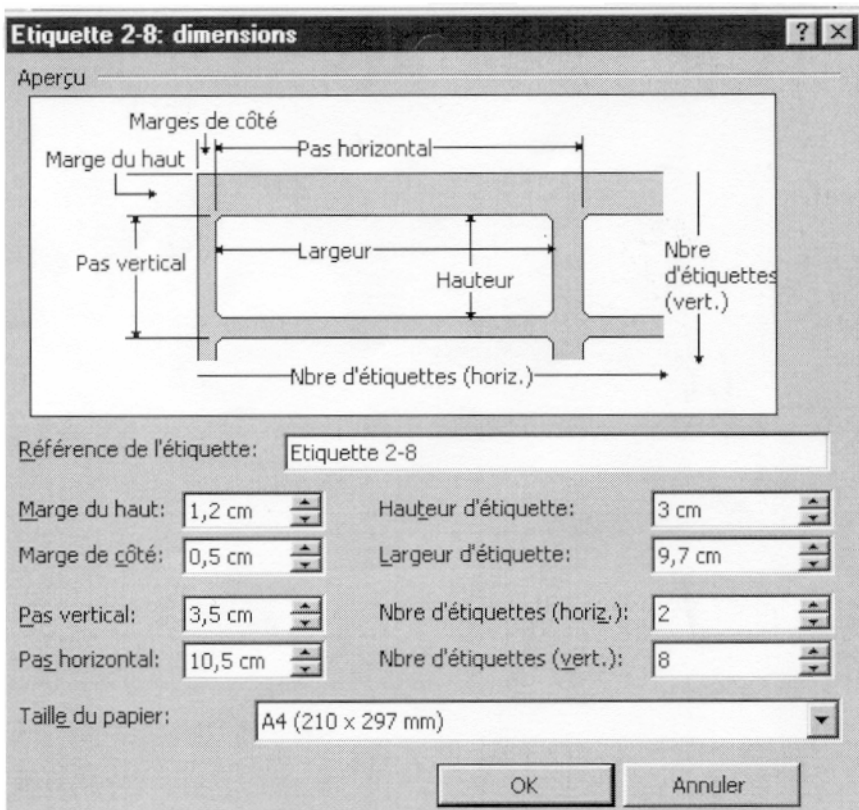 Etiquette 2-8: dimensions
Aperçu
Marges de côté
Marge du haut
Pas horizontal
Pas vertical
Largeur
Hauteur
Nbre
d'étiquettes
(vert.)
Nbre d'étiquettes (horiz.)
Référence de l'étiquette: Etiquette 2-8
Marge du haut: 1,2 cm Hauteur d'étiquette: 3 cm
Marge de côté: 0,5 cm Largeur d'étiquette: 9,7 cm
Pas vertical: 3,5 cm Nbre d'étiquettes (horiz.): 2
Pas horizontal: 10,5 cm Nbre d'étiquettes (vert.): 8
Taille du papier: A4 (210 x 297 mm)
OK Annuler